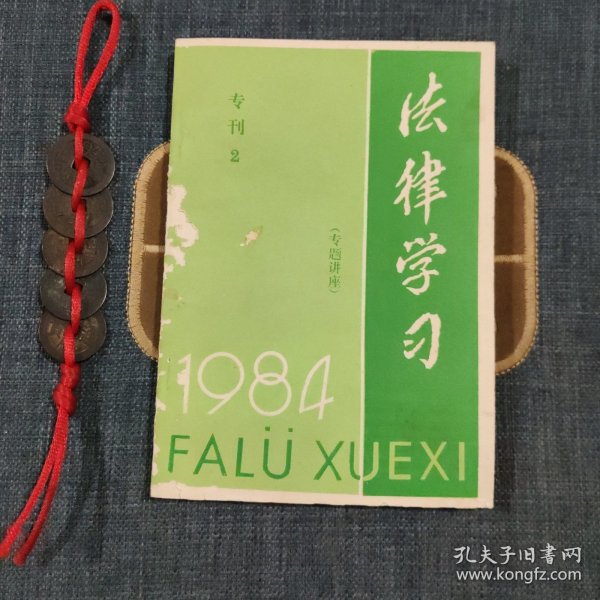 法律学习
专刊2
(专题讲座)
1984
FALÜ XUEXI
孔夫子旧書网
www.kongfz.com